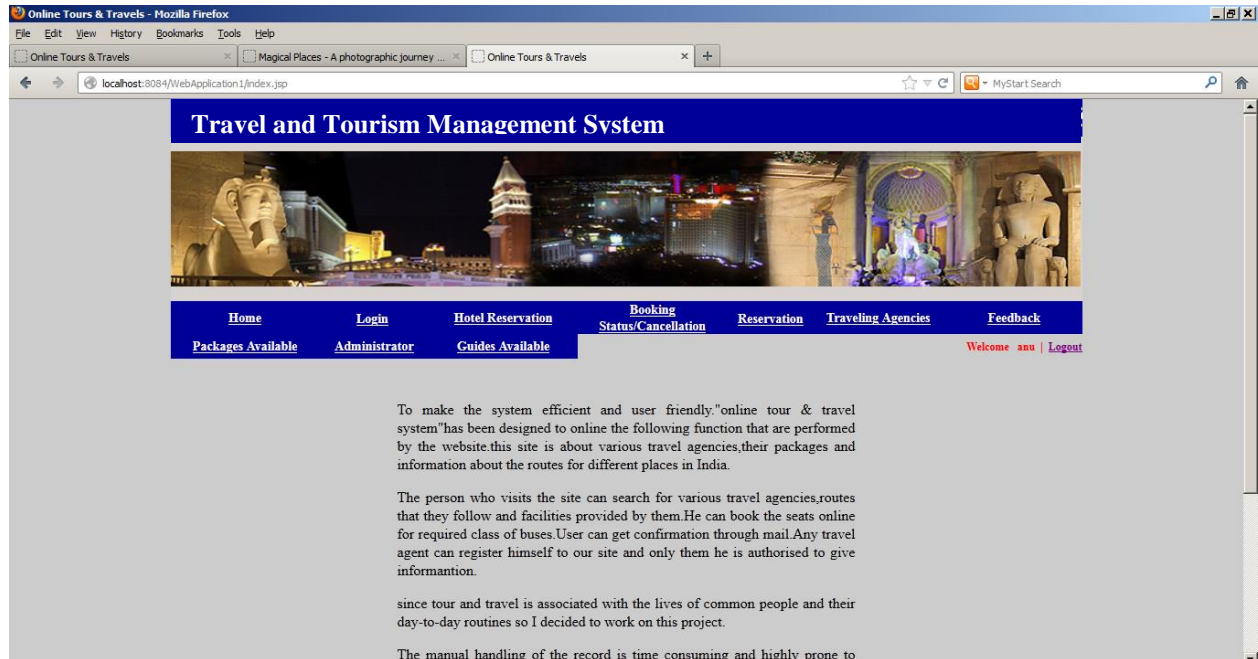 Online Tours & Travels - Mozilla Firefox
File Edit View History Bookmarks Tools Help
Online Tours & Travels
Magical Places - A photographic journey ...
Online Tours & Travels
localhost:8084/WebApplication1/index.jsp
MyStart Search
Travel and Tourism Management System
Home Login Hotel Reservation Booking Status/Cancellation Reservation Traveling Agencies Feedback
Packages Available Administrator Guides Available
Welcome anu | Logout
To make the system efficient and user friendly."online tour & travel
system"has been designed to online the following function that are performed
by the website.this site is about various travel agencies,their packages and
information about the routes for different places in India.
The person who visits the site can search for various travel agencies,routes
that they follow and facilities provided by them.He can book the seats online
for required class of buses.User can get confirmation through mail.Any travel
agent can register himself to our site and only them he is authorised to give
informantion.
since tour and travel is associated with the lives of common people and their
day-to-day routines so I decided to work on this project.
The manual handling of the record is time consuming and highly prone to